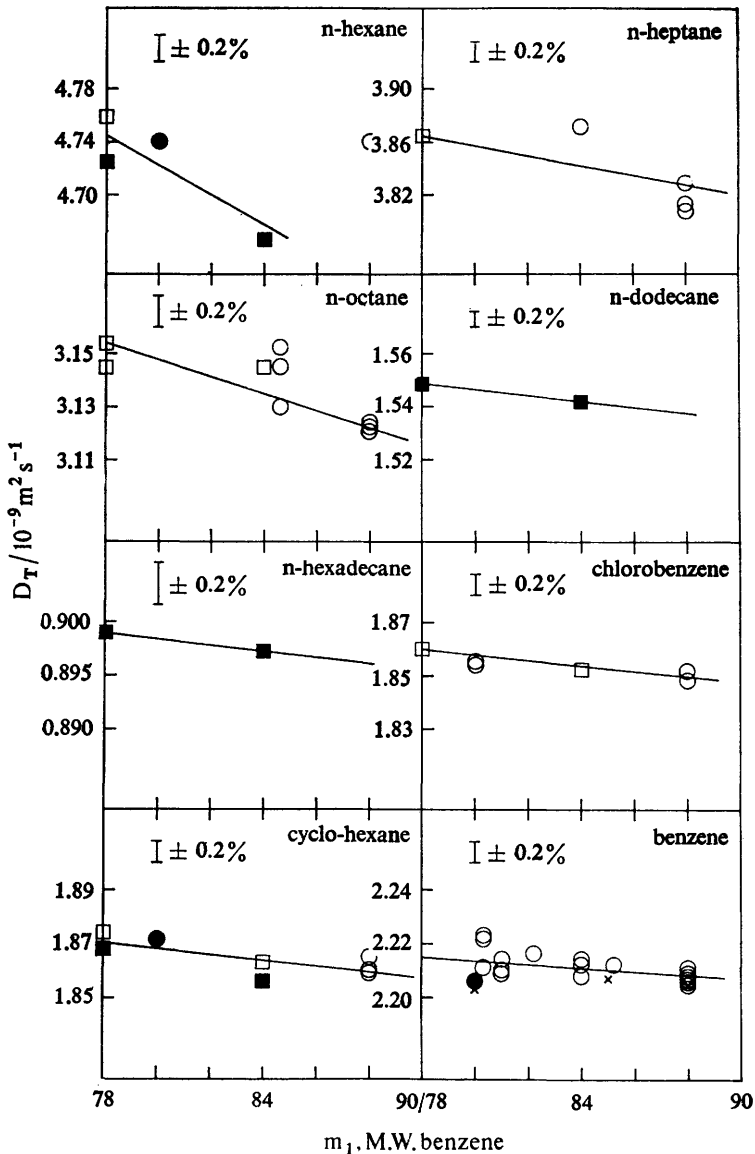 n-hexane
± 0.2%
4.78
4.74
4.70
n-heptane
± 0.2%
3.90
3.86
3.82
n-octane
± 0.2%
3.15
3.13
3.11
n-dodecane
± 0.2%
1.56
1.54
1.52
n-hexadecane
± 0.2%
0.900
0.895
0.890
chlorobenzene
± 0.2%
1.87
1.85
1.83
cyclo-hexane
± 0.2%
1.89
1.87
1.85
benzene
± 0.2%
2.24
2.22
2.20
78 84 90/78 84 90
D_T/10⁻⁹m²s⁻¹
m₁, M.W. benzene